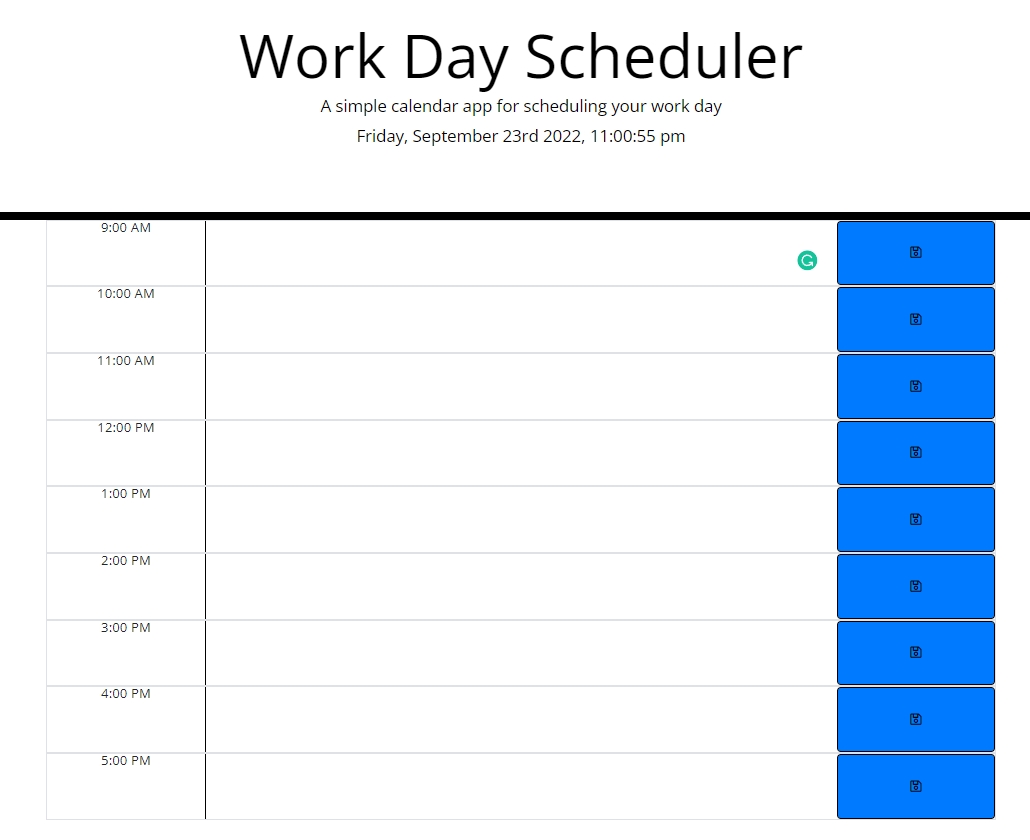 Work Day Scheduler
A simple calendar app for scheduling your work day
Friday, September 23rd 2022, 11:00:55 pm
9:00 AM
10:00 AM
11:00 AM
12:00 PM
1:00 PM
2:00 PM
3:00 PM
4:00 PM
5:00 PM